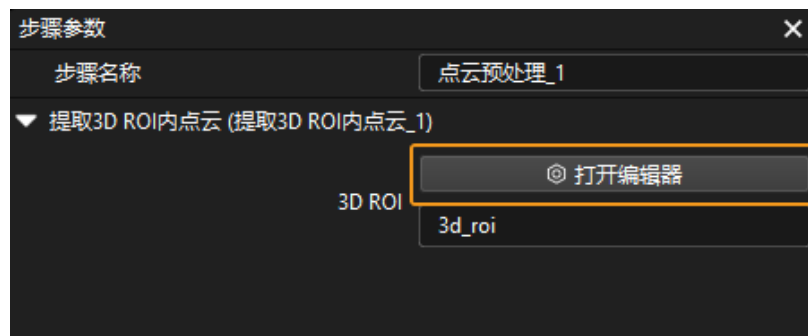 步骤参数
步骤名称 点云预处理_1
提取3D ROI内点云 (提取3D ROI内点云_1)
打开编辑器
3D ROI
3d_roi